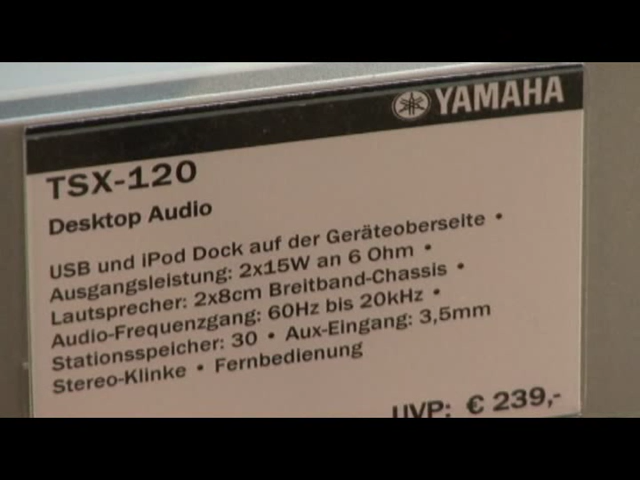 YAMAHA
TSX-120
Desktop Audio
USB und iPod Dock auf der Geräteoberseite •
Ausgangsleistung: 2x15W an 6 Ohm •
Lautsprecher: 2x8cm Breitband-Chassis •
Audio-Frequenzgang: 60Hz bis 20kHz •
Stationsspeicher: 30 • Aux-Eingang: 3,5mm
Stereo-Klinke • Fernbedienung
UVP: € 239,-